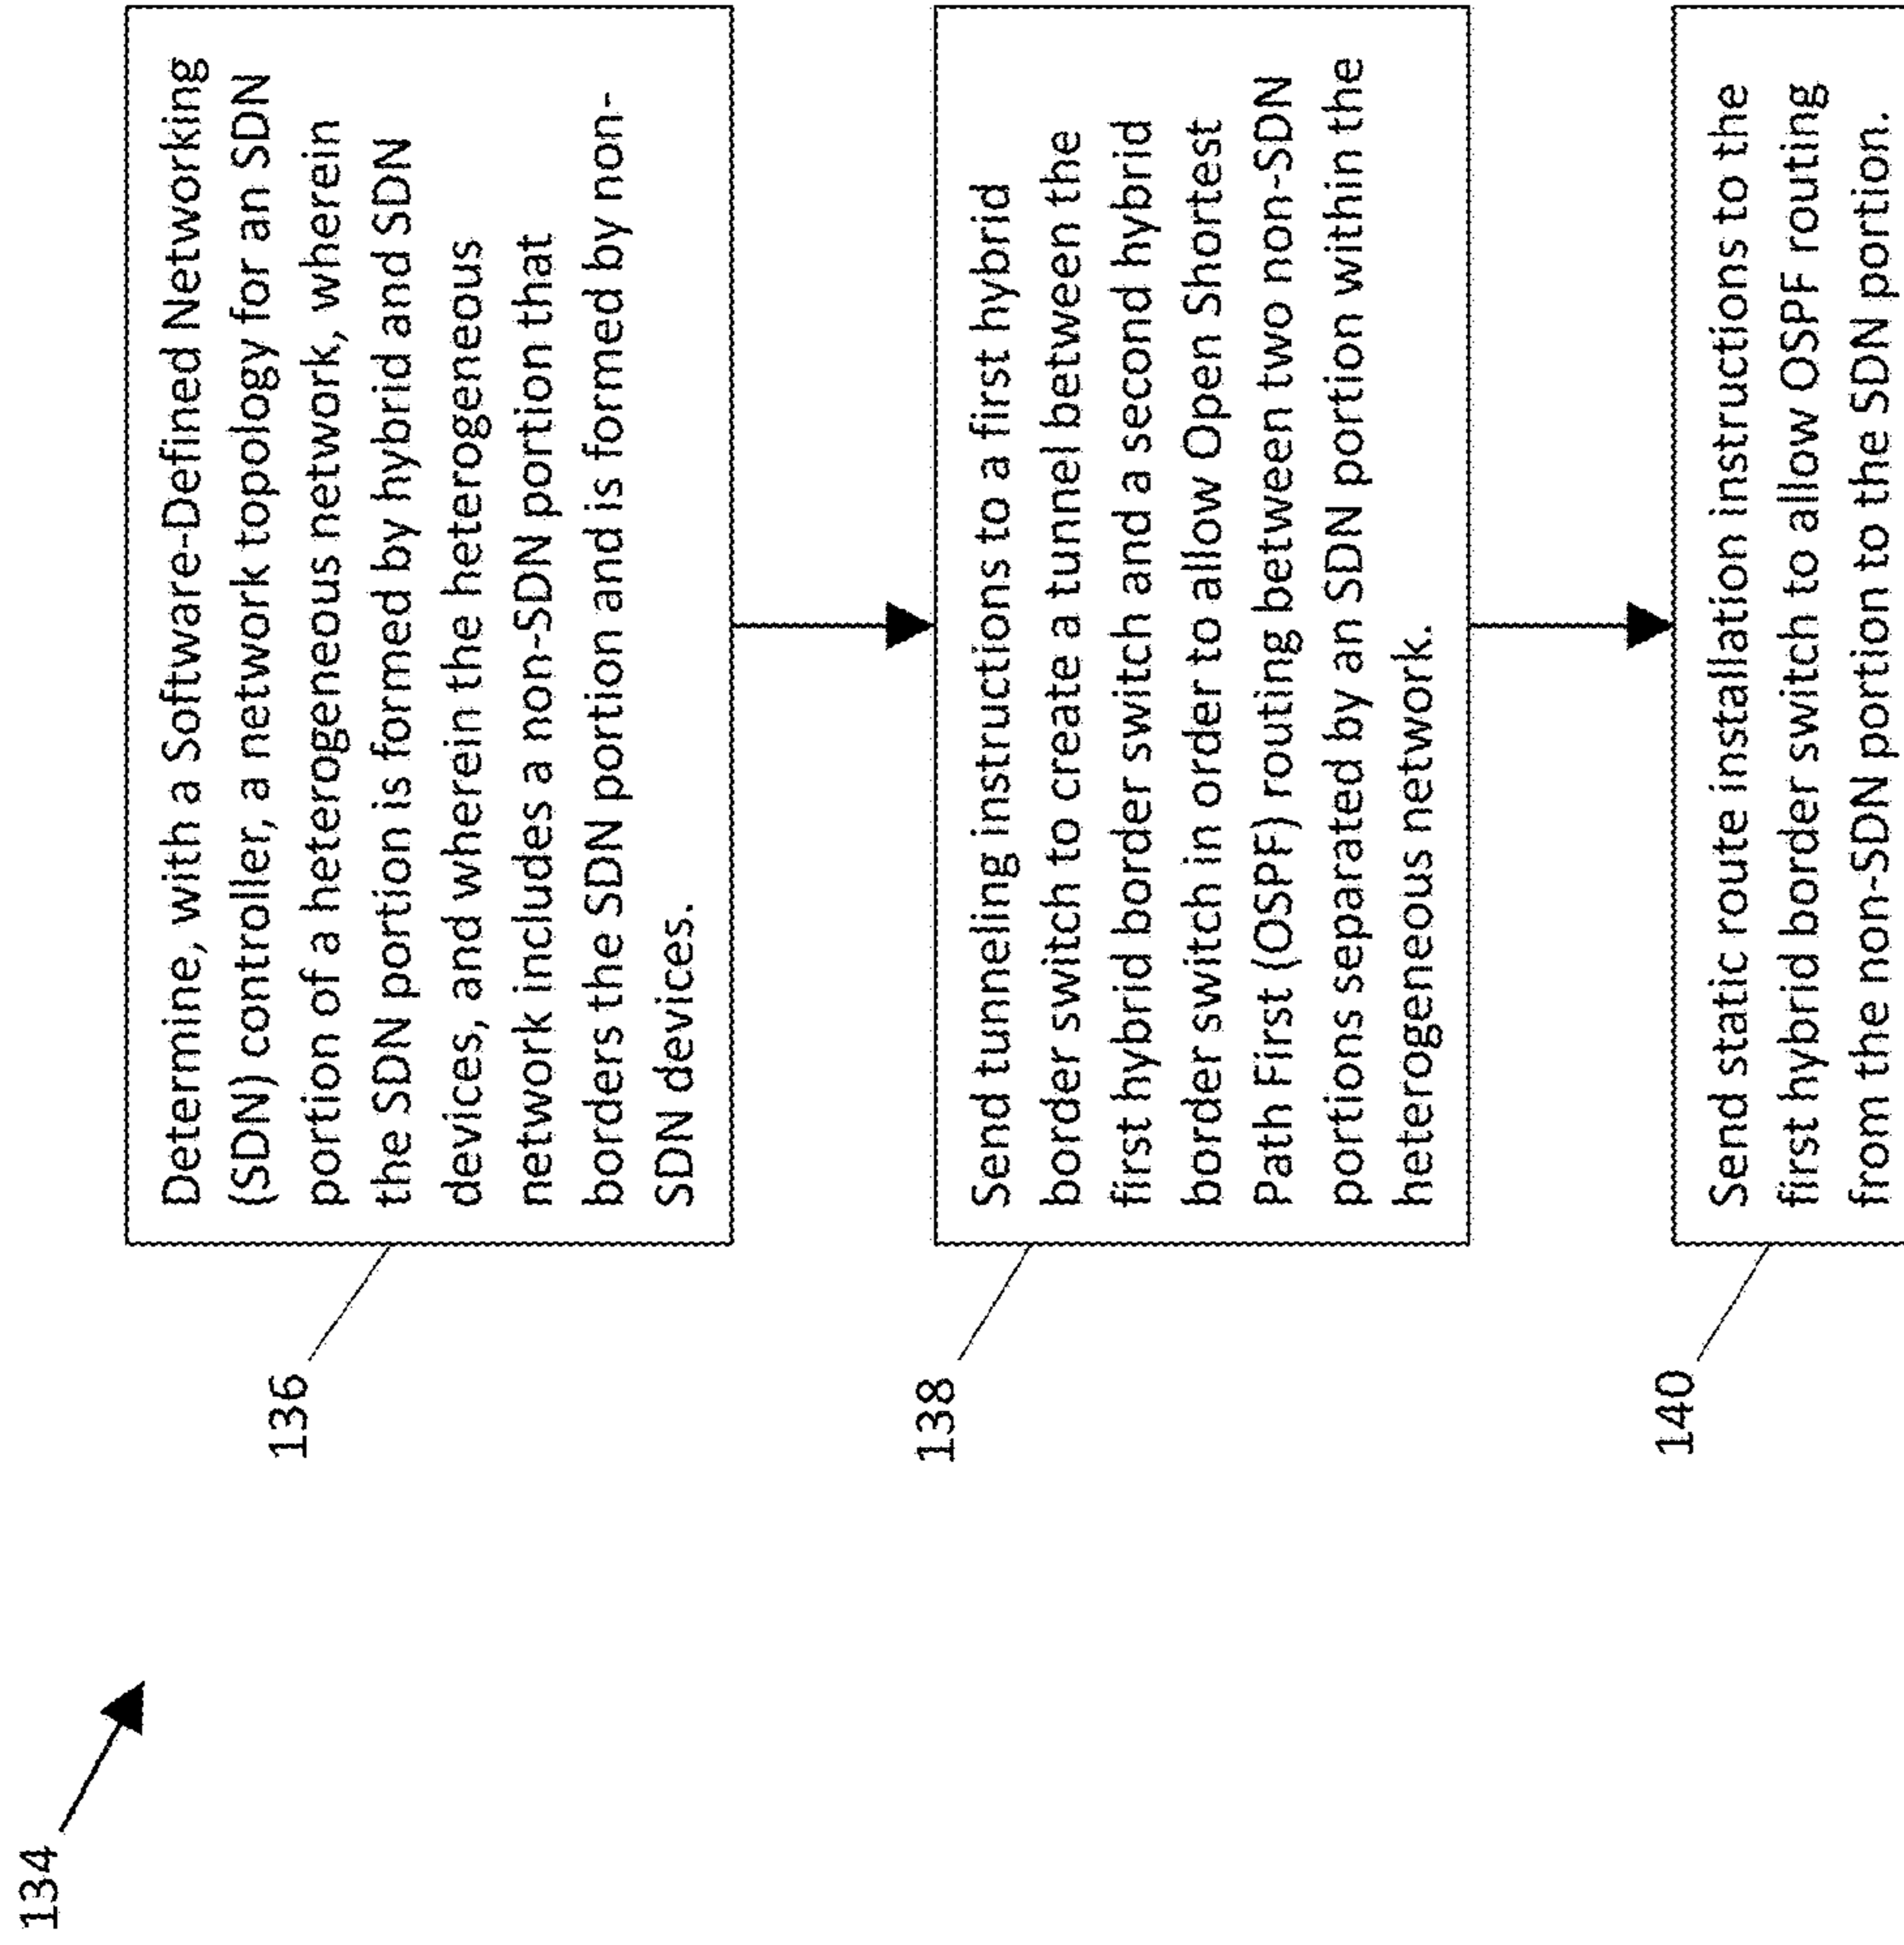 134
136
Determine, with a Software-Defined Networking
(SDN) controller, a network topology for an SDN
portion of a heterogeneous network, wherein
the SDN portion is formed by hybrid and SDN
devices, and wherein the heterogeneous
network includes a non-SDN portion that
borders the SDN portion and is formed by non-
SDN devices.
138
Send tunneling instructions to a first hybrid
border switch to create a tunnel between the
first hybrid border switch and a second hybrid
border switch in order to allow Open Shortest
Path First (OSPF) routing between two non-SDN
portions separated by an SDN portion within the
heterogeneous network.
140
Send static route installation instructions to the
first hybrid border switch to allow OSPF routing
from the non-SDN portion to the SDN portion.